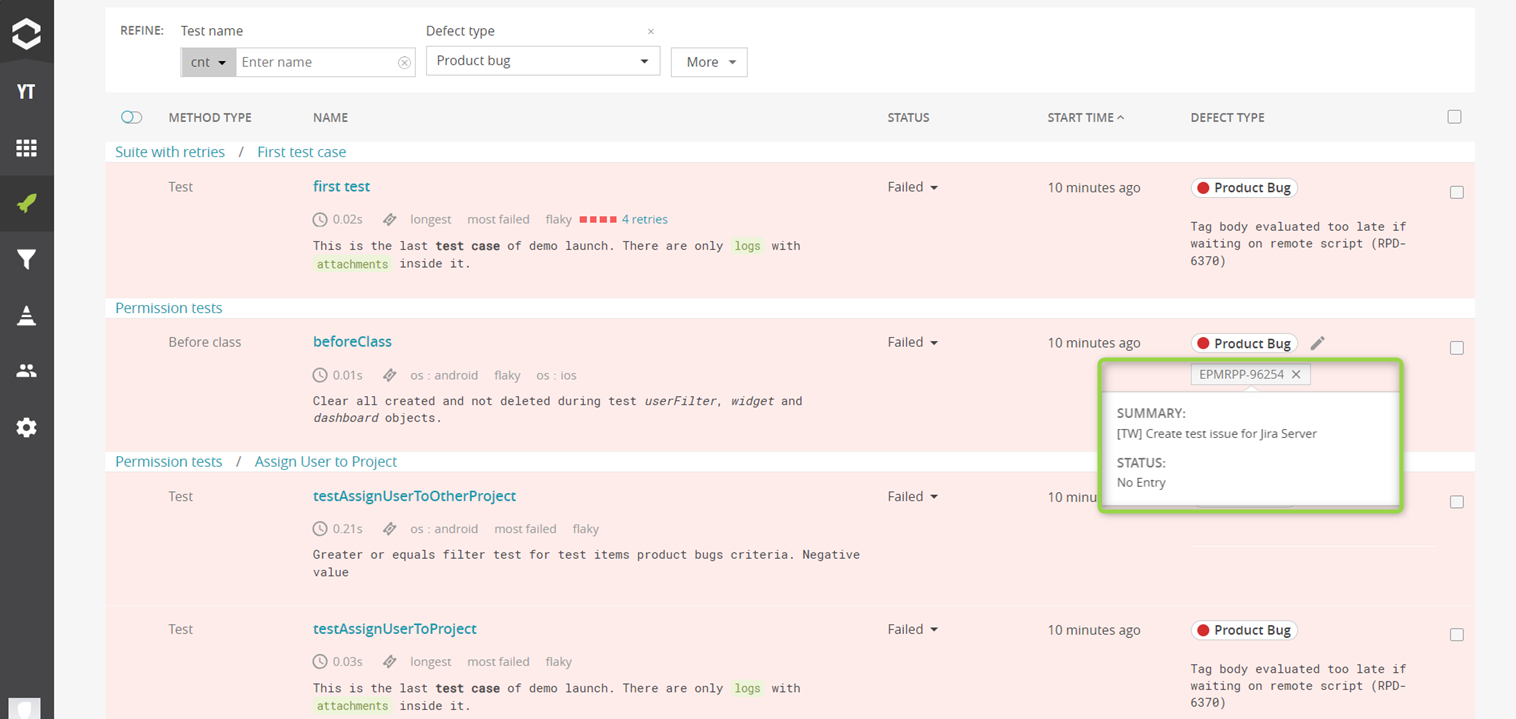 REFINE: Test name Defect type ×
cnt Enter name Product bug More
YT
METHOD TYPE NAME STATUS START TIME DEFECT TYPE
Suite with retries / First test case
Test first test Failed 10 minutes ago Product Bug
0.02s longest most failed flaky 4 retries
This is the last test case of demo launch. There are only logs with
attachments inside it.
Tag body evaluated too late if
waiting on remote script (RPD-
6370)
Permission tests
Before class beforeClass Failed 10 minutes ago Product Bug
0.01s os : android flaky os : ios
Clear all created and not deleted during test userFilter, widget and
dashboard objects.
EPMRPP-96254 ×
SUMMARY:
[TW] Create test issue for Jira Server
STATUS:
No Entry
Permission tests / Assign User to Project
Test testAssignUserToOtherProject Failed 10 minu
0.21s os : android most failed flaky
Greater or equals filter test for test items product bugs criteria. Negative
value
Test testAssignUserToProject Failed 10 minutes ago Product Bug
0.03s longest most failed flaky
This is the last test case of demo launch. There are only logs with
attachments inside it.
Tag body evaluated too late if
waiting on remote script (RPD-
6370)